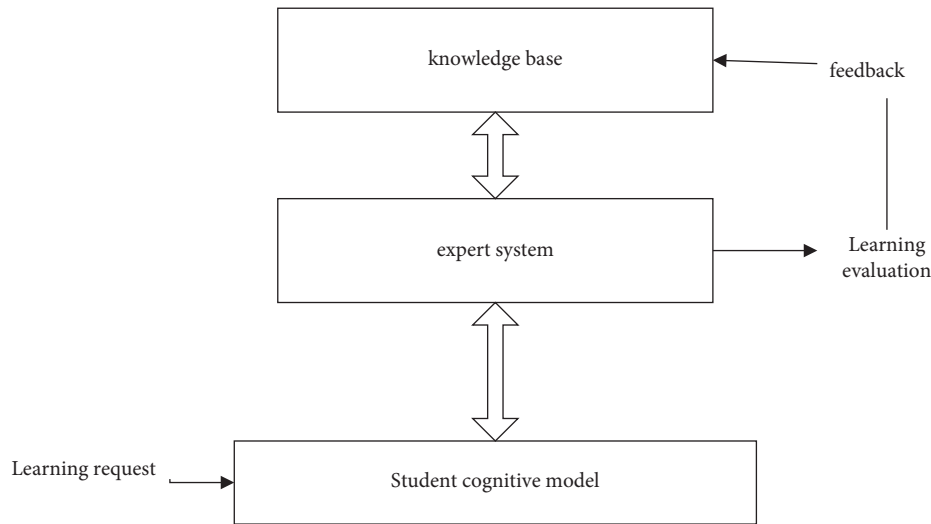 knowledge base
feedback
expert system
Learning
evaluation
Learning request
Student cognitive model